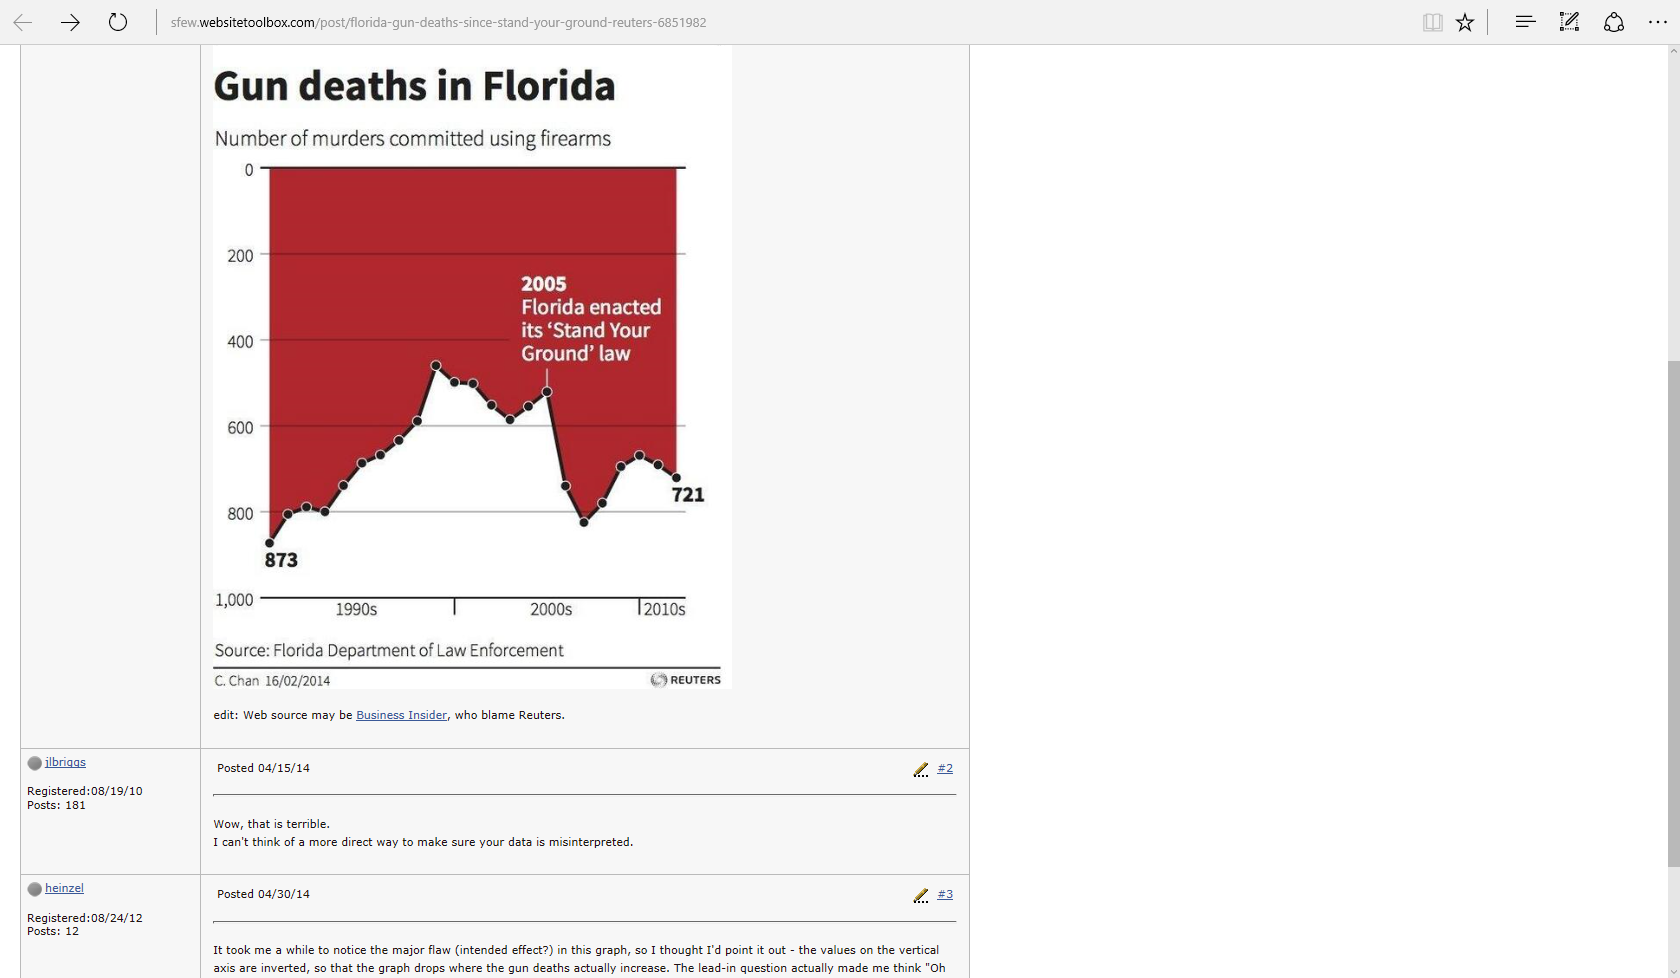 sfew.websitetoolbox.com/post/florida-gun-deaths-since-stand-your-ground-reuters-6851982
Gun deaths in Florida
Number of murders committed using firearms
0
200
2005
Florida enacted
its ‘Stand Your
Ground’ law
400
600
721
800
873
1,000
1990s
2000s
2010s
Source: Florida Department of Law Enforcement
C. Chan 16/02/2014
REUTERS
edit: Web source may be Business Insider, who blame Reuters.
jlbriggs
Registered:08/19/10
Posts: 181
Posted 04/15/14
#2
Wow, that is terrible.
I can't think of a more direct way to make sure your data is misinterpreted.
heinzel
Registered:08/24/12
Posts: 12
Posted 04/30/14
#3
It took me a while to notice the major flaw (intended effect?) in this graph, so I thought I'd point it out - the values on the vertical
axis are inverted, so that the graph drops where the gun deaths actually increase. The lead-in question actually made me think "Oh